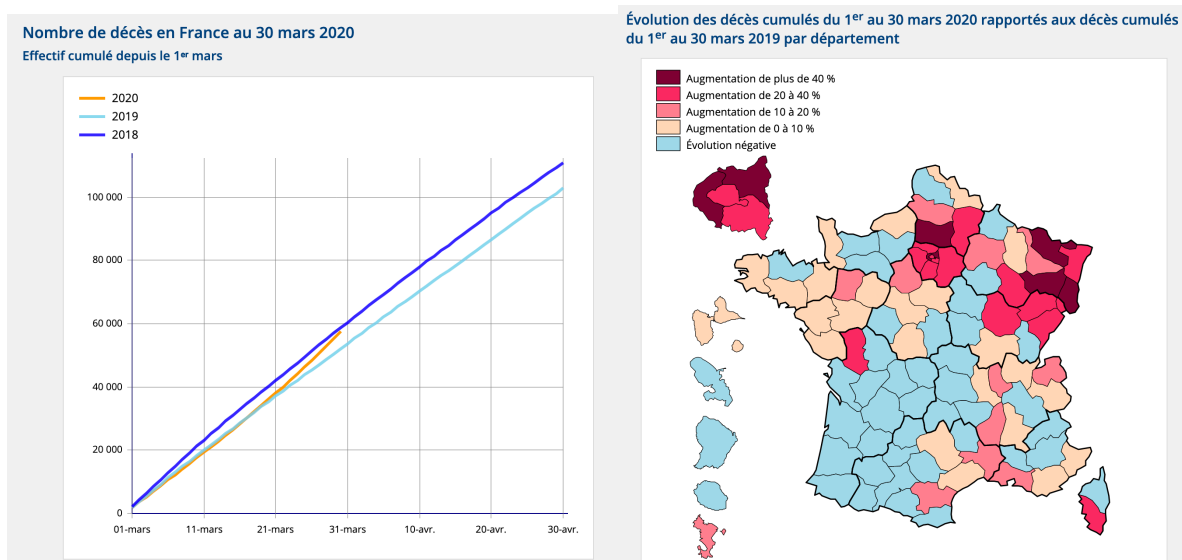 Nombre de décès en France au 30 mars 2020
Effectif cumulé depuis le 1er mars
2020
2019
2018
100 000
80 000
60 000
40 000
20 000
0
01-mars
11-mars
21-mars
31-mars
10-avr.
20-avr.
30-avr.
Évolution des décès cumulés du 1er au 30 mars 2020 rapportés aux décès cumulés
du 1er au 30 mars 2019 par département
Augmentation de plus de 40 %
Augmentation de 20 à 40 %
Augmentation de 10 à 20 %
Augmentation de 0 à 10 %
Évolution négative